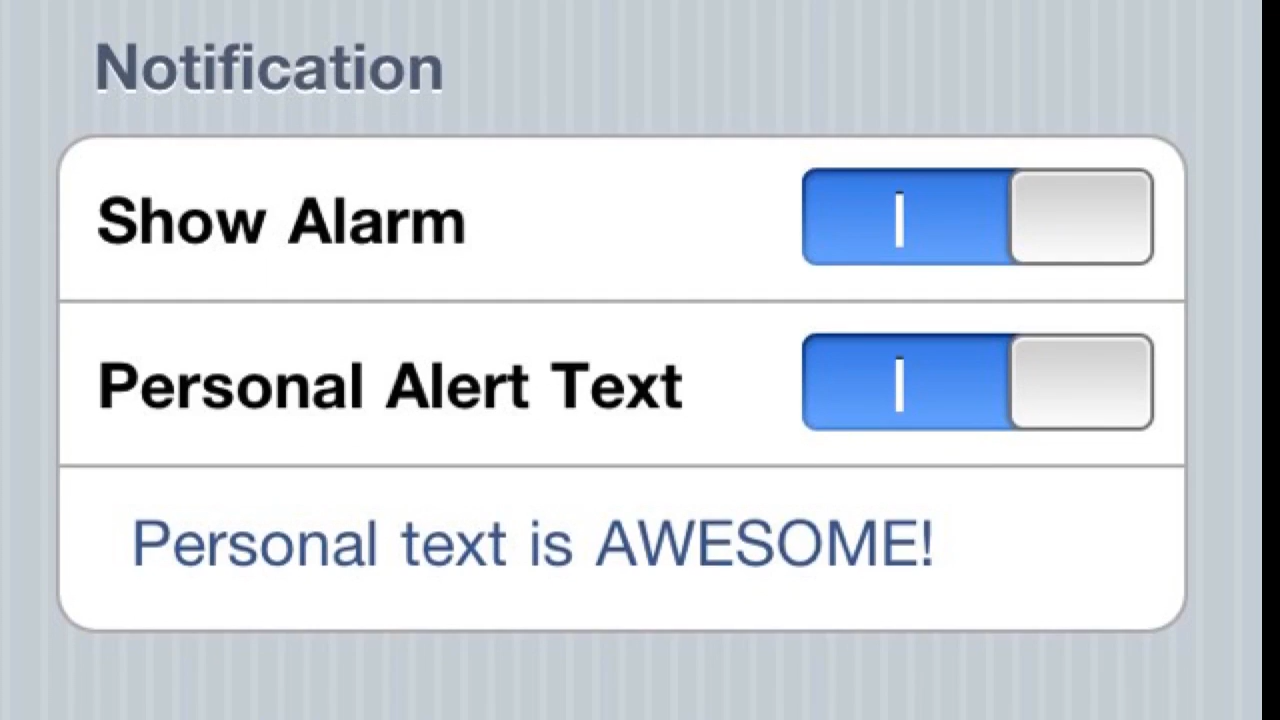 Notification
Show Alarm
Personal Alert Text
Personal text is AWESOME!